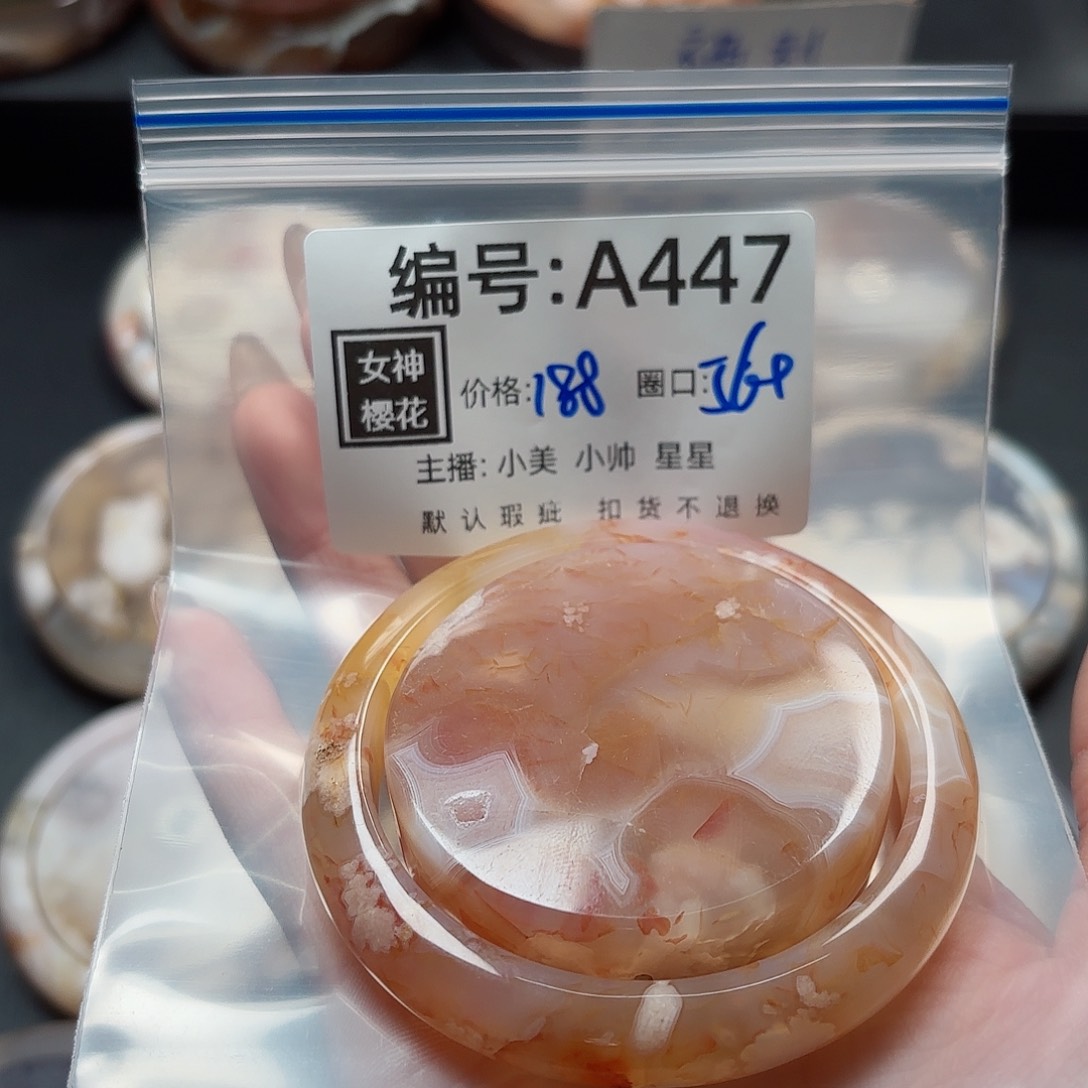 编号:A447
女神
樱花
价格:188 圈口:56+
主播: 小美 小帅 星星
默认瑕疵 扣货不退换